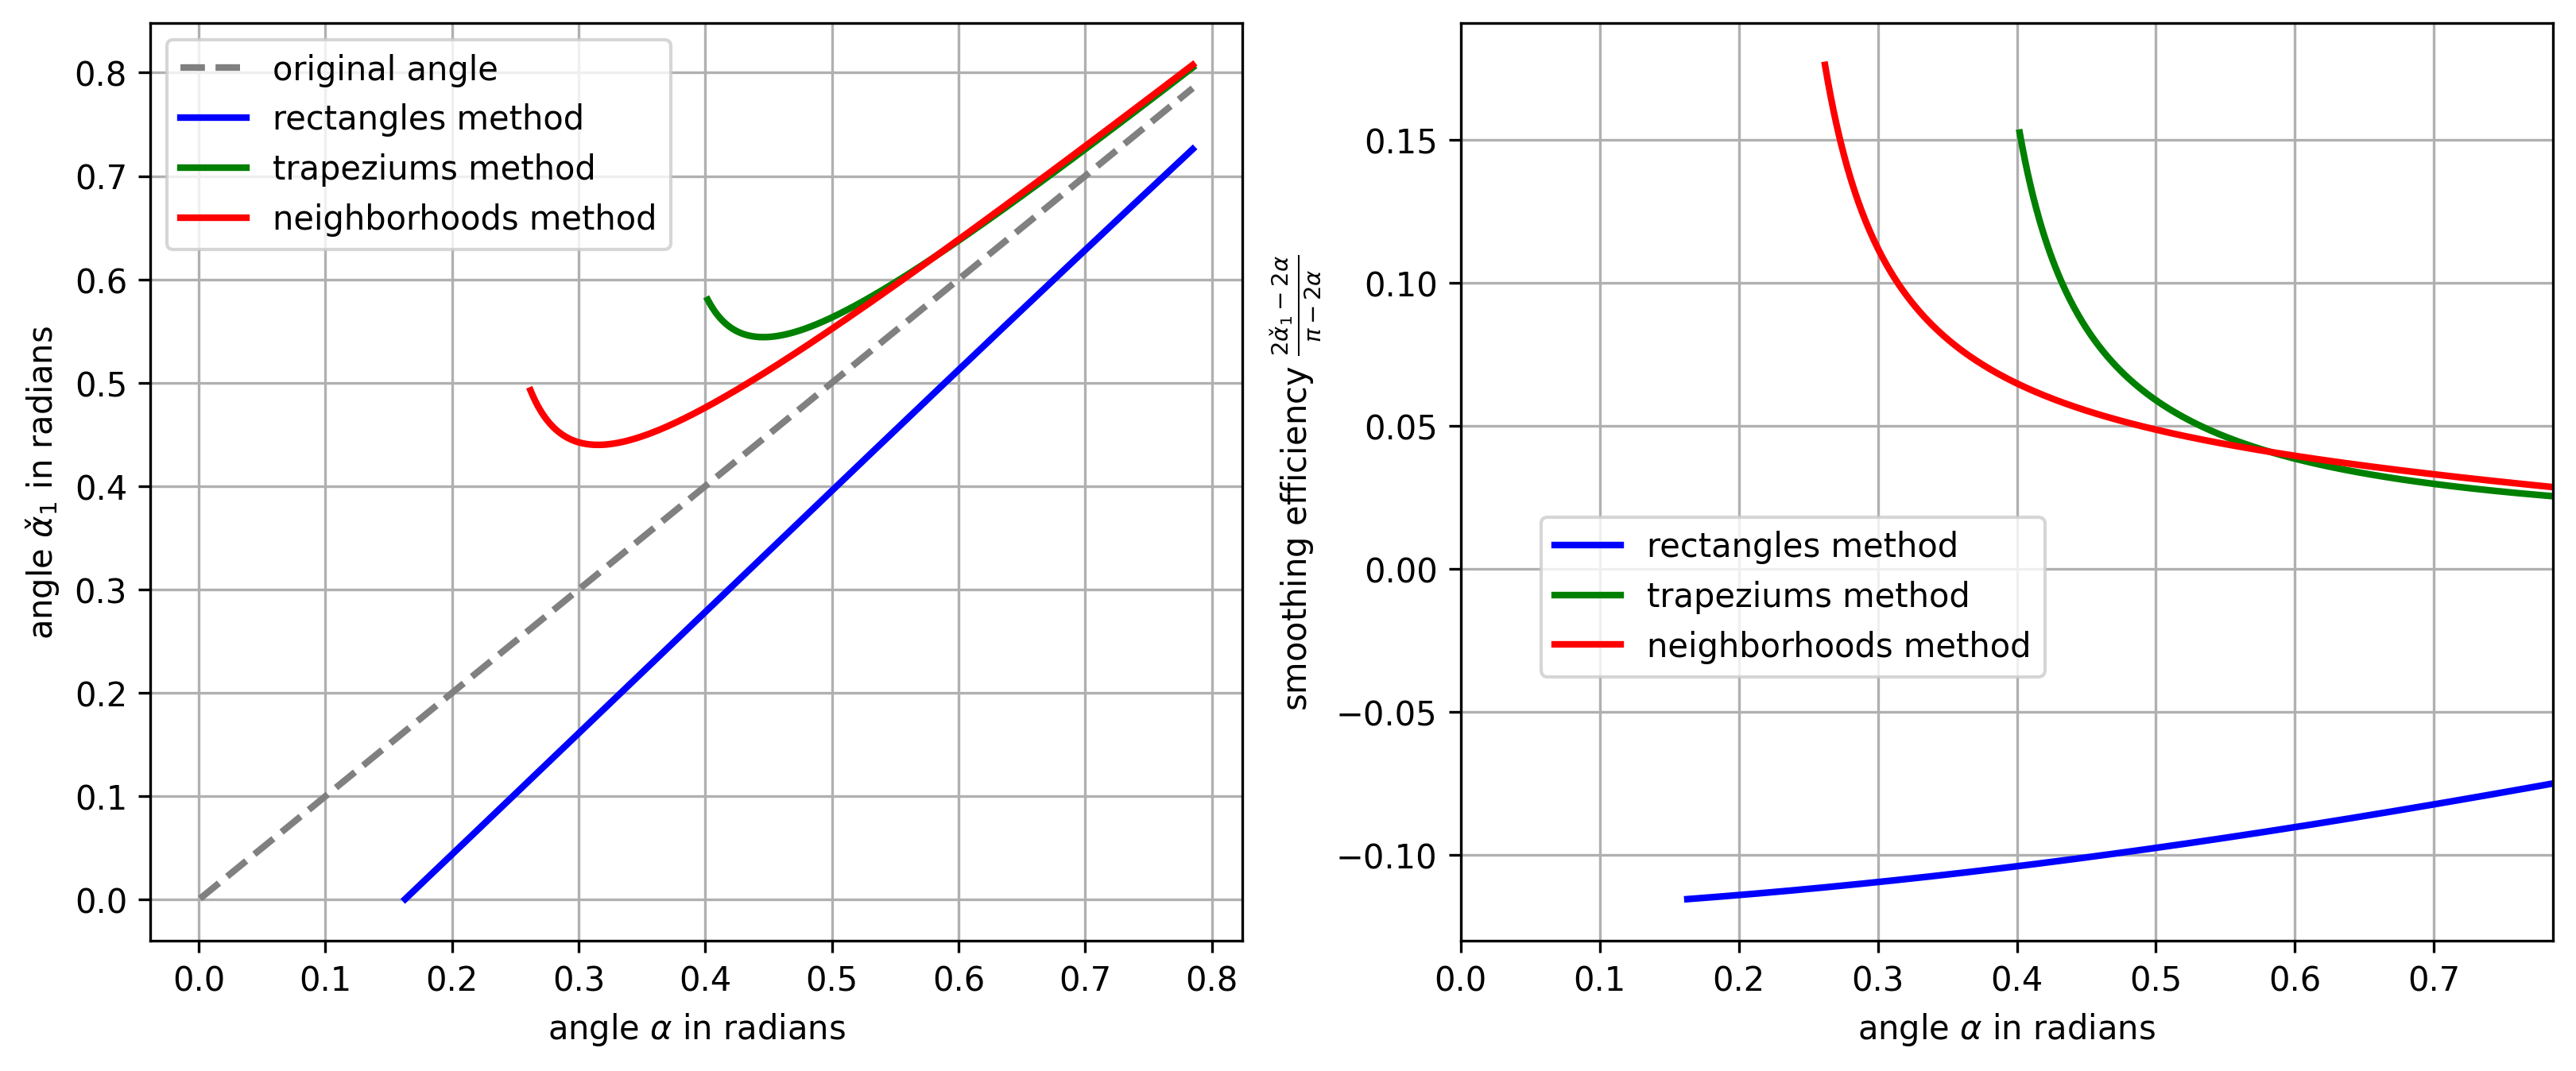 original angle
rectangles method
trapeziums method
neighborhoods method
0.8
0.7
0.6
0.5
0.4
0.3
0.2
0.1
0.0
angle α̌₁ in radians
0.0 0.1 0.2 0.3 0.4 0.5 0.6 0.7 0.8
angle α in radians
0.15
0.10
0.05
0.00
−0.05
−0.10
smoothing efficiency (2α̌₁ − 2α)/(π − 2α)
rectangles method
trapeziums method
neighborhoods method
0.0 0.1 0.2 0.3 0.4 0.5 0.6 0.7
angle α in radians